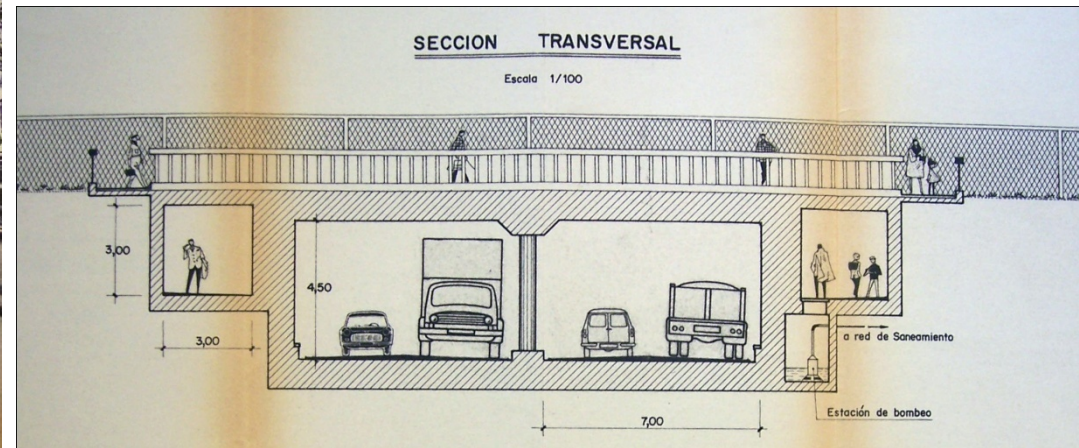 SECCION TRANSVERSAL
Escala 1/100
3,00
4,50
3,00
a red de Saneamiento
Estación de bombeo
7,00